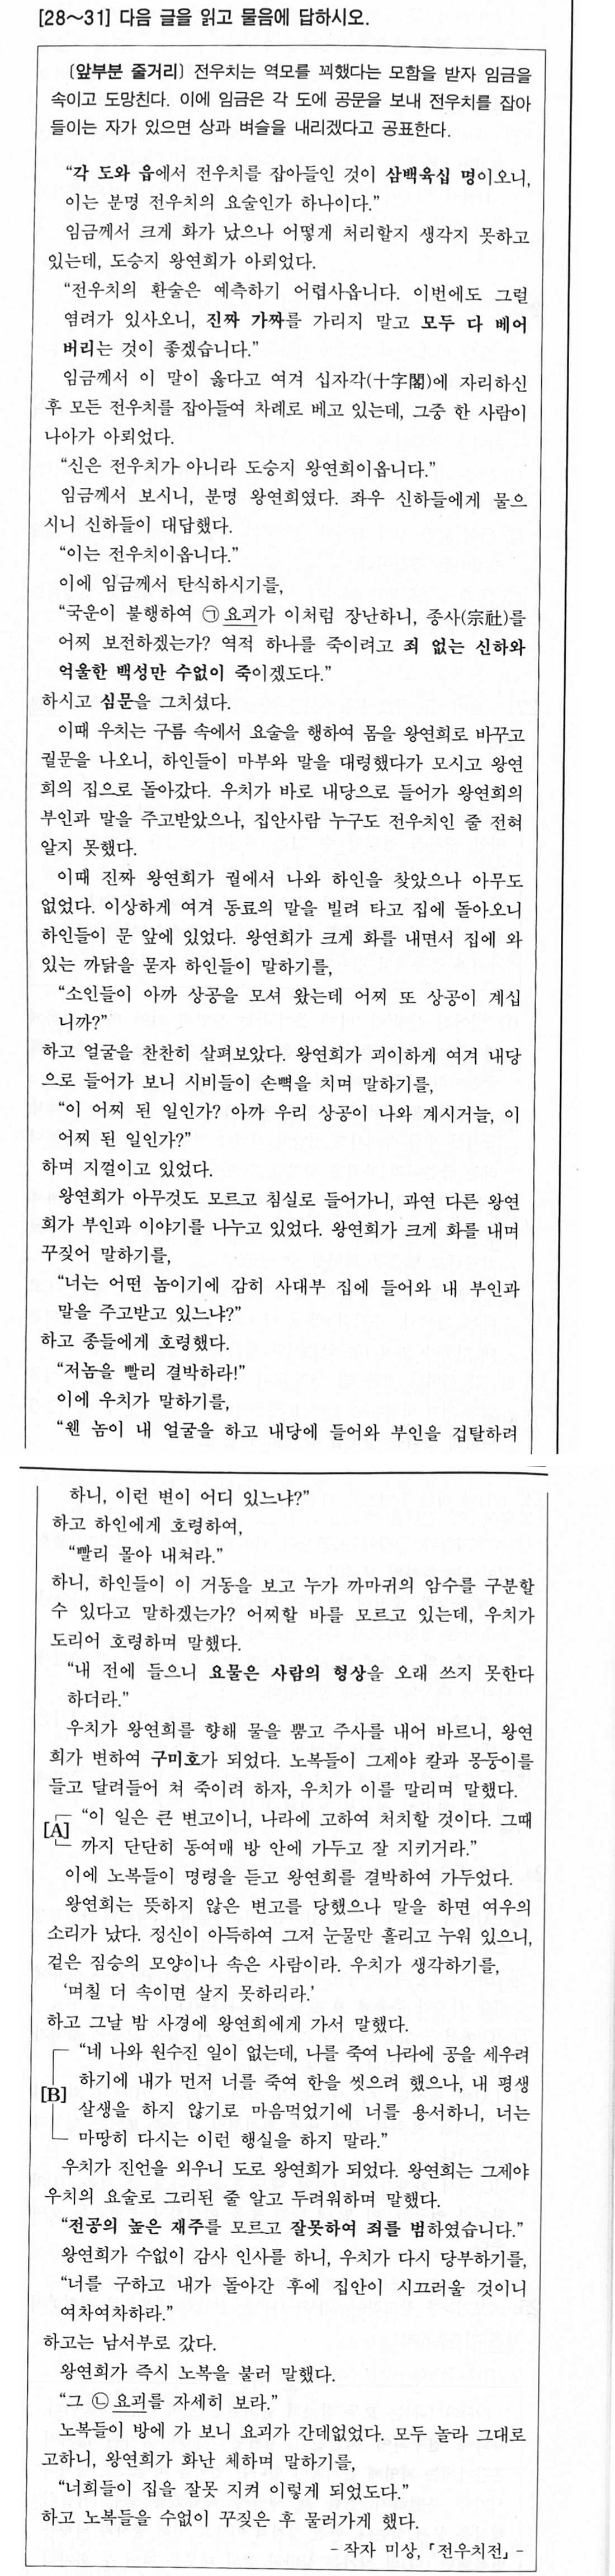 [28～31] 다음 글을 읽고 물음에 답하시오.
〔앞부분 줄거리〕 전우치는 역모를 꾀했다는 모함을 받자 임금을
속이고 도망친다. 이에 임금은 각 도에 공문을 보내 전우치를 잡아
들이는 자가 있으면 상과 벼슬을 내리겠다고 공표한다.
“각 도와 읍에서 전우치를 잡아들인 것이 삼백육십 명이오니,
이는 분명 전우치의 요술인가 하나이다.”
임금께서 크게 화가 났으나 어떻게 처리할지 생각지 못하고
있는데, 도승지 왕연희가 아뢰었다.
“전우치의 환술은 예측하기 어렵사옵니다. 이번에도 그럴
염려가 있사오니, 진짜 가짜를 가리지 말고 모두 다 베어
버리는 것이 좋겠습니다.”
임금께서 이 말이 옳다고 여겨 십자각(十字閣)에 자리하신
후 모든 전우치를 잡아들여 차례로 베고 있는데, 그중 한 사람이
나아가 아뢰었다.
“신은 전우치가 아니라 도승지 왕연희이옵니다.”
임금께서 보시니, 분명 왕연희였다. 좌우 신하들에게 물으
시니 신하들이 대답했다.
“이는 전우치이옵니다.”
이에 임금께서 탄식하시기를,
“국운이 불행하여 ㉠ 요괴가 이처럼 장난하니, 종사(宗社)를
어찌 보전하겠는가? 역적 하나를 죽이려고 죄 없는 신하와
억울한 백성만 수없이 죽이겠도다.”
하시고 심문을 그치셨다.
이때 우치는 구름 속에서 요술을 행하여 몸을 왕연희로 바꾸고
궐문을 나오니, 하인들이 마부와 말을 대령했다가 모시고 왕연
희의 집으로 돌아갔다. 우치가 바로 내당으로 들어가 왕연희의
부인과 말을 주고받았으나, 집안사람 누구도 전우치인 줄 전혀
알지 못했다.
이때 진짜 왕연희가 궐에서 나와 하인을 찾았으나 아무도
없었다. 이상하게 여겨 동료의 말을 빌려 타고 집에 돌아오니
하인들이 문 앞에 있었다. 왕연희가 크게 화를 내면서 집에 와
있는 까닭을 묻자 하인들이 말하기를,
“소인들이 아까 상공을 모셔 왔는데 어찌 또 상공이 계십
니까?”
하고 얼굴을 찬찬히 살펴보았다. 왕연희가 괴이하게 여겨 내당
으로 들어가 보니 시비들이 손뼉을 치며 말하기를,
“이 어찌 된 일인가? 아까 우리 상공이 나와 계시거늘, 이
어찌 된 일인가?”
하며 지껄이고 있었다.
왕연희가 아무것도 모르고 침실로 들어가니, 과연 다른 왕연
희가 부인과 이야기를 나누고 있었다. 왕연희가 크게 화를 내며
꾸짖어 말하기를,
“너는 어떤 놈이기에 감히 사대부 집에 들어와 내 부인과
말을 주고받고 있느냐?”
하고 종들에게 호령했다.
“저놈을 빨리 결박하라!”
이에 우치가 말하기를,
“웬 놈이 내 얼굴을 하고 내당에 들어와 부인을 겁탈하려
하니, 이런 변이 어디 있느냐?”
하고 하인에게 호령하여,
“빨리 몰아 내쳐라.”
하니, 하인들이 이 거동을 보고 누가 까마귀의 암수를 구분할
수 있다고 말하겠는가? 어찌할 바를 모르고 있는데, 우치가
도리어 호령하며 말했다.
“내 전에 들으니 요물은 사람의 형상을 오래 쓰지 못한다
하더라.”
우치가 왕연희를 향해 물을 뿜고 주사를 내어 바르니, 왕연
희가 변하여 구미호가 되었다. 노복들이 그제야 칼과 몽둥이를
들고 달려들어 쳐 죽이려 하자, 우치가 이를 말리며 말했다.
[A] “이 일은 큰 변고이니, 나라에 고하여 처치할 것이다. 그때
까지 단단히 동여매 방 안에 가두고 잘 지키거라.”
이에 노복들이 명령을 듣고 왕연희를 결박하여 가두었다.
왕연희는 뜻하지 않은 변고를 당했으나 말을 하면 여우의
소리가 났다. 정신이 아득하여 그저 눈물만 흘리고 누워 있으니,
겉은 짐승의 모양이나 속은 사람이라. 우치가 생각하기를,
‘며칠 더 속이면 살지 못하리라.’
하고 그날 밤 사경에 왕연희에게 가서 말했다.
“네 나와 원수진 일이 없는데, 나를 죽여 나라에 공을 세우려
[B] 하기에 내가 먼저 너를 죽여 한을 씻으려 했으나, 내 평생
살생을 하지 않기로 마음먹었기에 너를 용서하니, 너는
마땅히 다시는 이런 행실을 하지 말라.”
우치가 진언을 외우니 도로 왕연희가 되었다. 왕연희는 그제야
우치의 요술로 그리된 줄 알고 두려워하며 말했다.
“전공의 높은 재주를 모르고 잘못하여 죄를 범하였습니다.”
왕연희가 수없이 감사 인사를 하니, 우치가 다시 당부하기를,
“너를 구하고 내가 돌아간 후에 집안이 시끄러울 것이니
여차여차하라.”
하고는 남서부로 갔다.
왕연희가 즉시 노복을 불러 말했다.
“그 ㉡ 요괴를 자세히 보라.”
노복들이 방에 가 보니 요괴가 간데없었다. 모두 놀라 그대로
고하니, 왕연희가 화난 체하며 말하기를,
“너희들이 집을 잘못 지켜 이렇게 되었도다.”
하고 노복들을 수없이 꾸짖은 후 물러가게 했다.
- 작자 미상, 「전우치전」 -